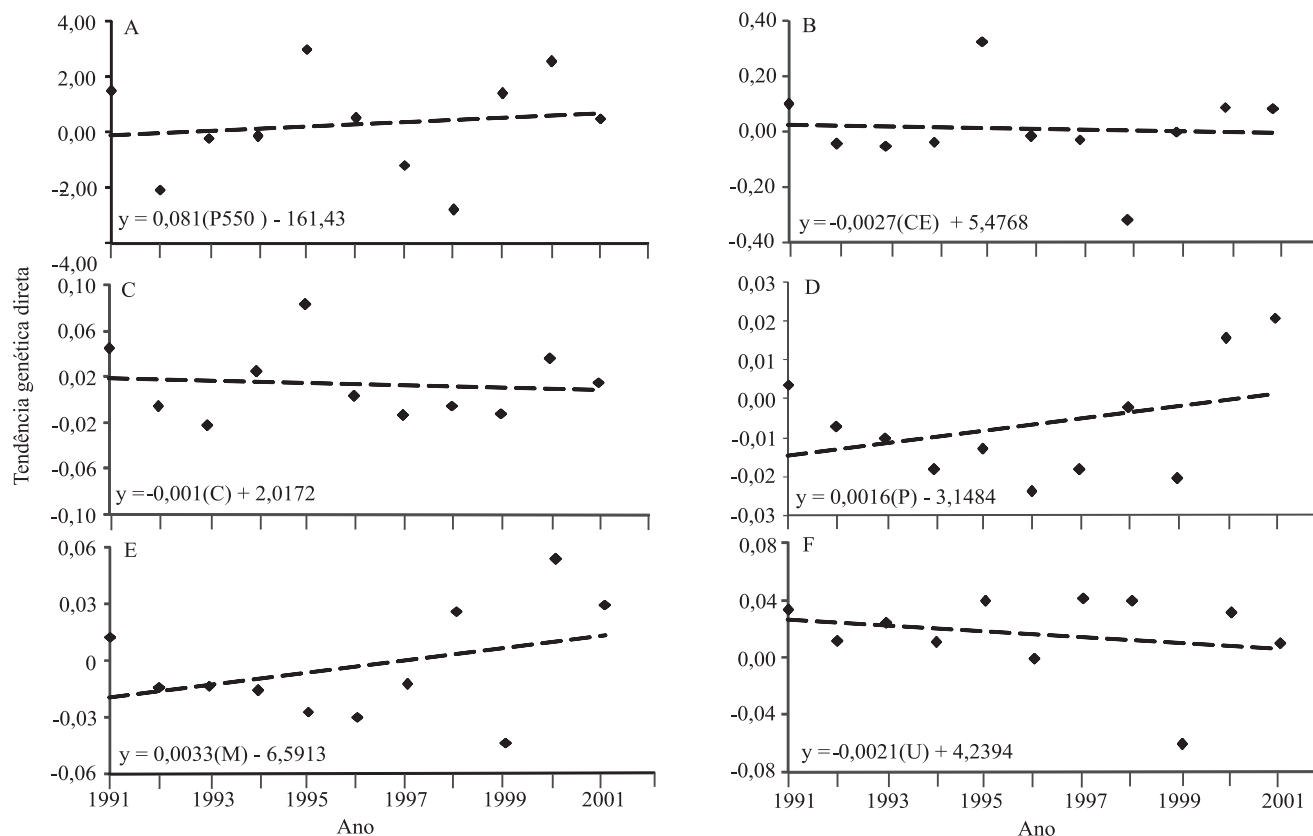 A
4,00
2,00
0,00
-2,00
-4,00
y = 0,081(P550 ) - 161,43
B
0,40
0,20
0,00
-0,20
-0,40
y =-0,0027(CE) + 5,4768
Tendência genética direta
C
0,10
0,06
0,02
-0,02
-0,06
-0,10
y =-0,001(C) + 2,0172
D
0,03
0,02
0,01
0,00
-0,01
-0,02
-0,03
y = 0,0016(P) - 3,1484
E
0,06
0,03
0
-0,03
-0,06
y = 0,0033(M) - 6,5913
1991 1993 1995 1997 1999 2001
Ano
F
0,08
0,04
0,00
-0,04
-0,08
y =-0,0021(U) + 4,2394
1991 1993 1995 1997 1999 2001
Ano